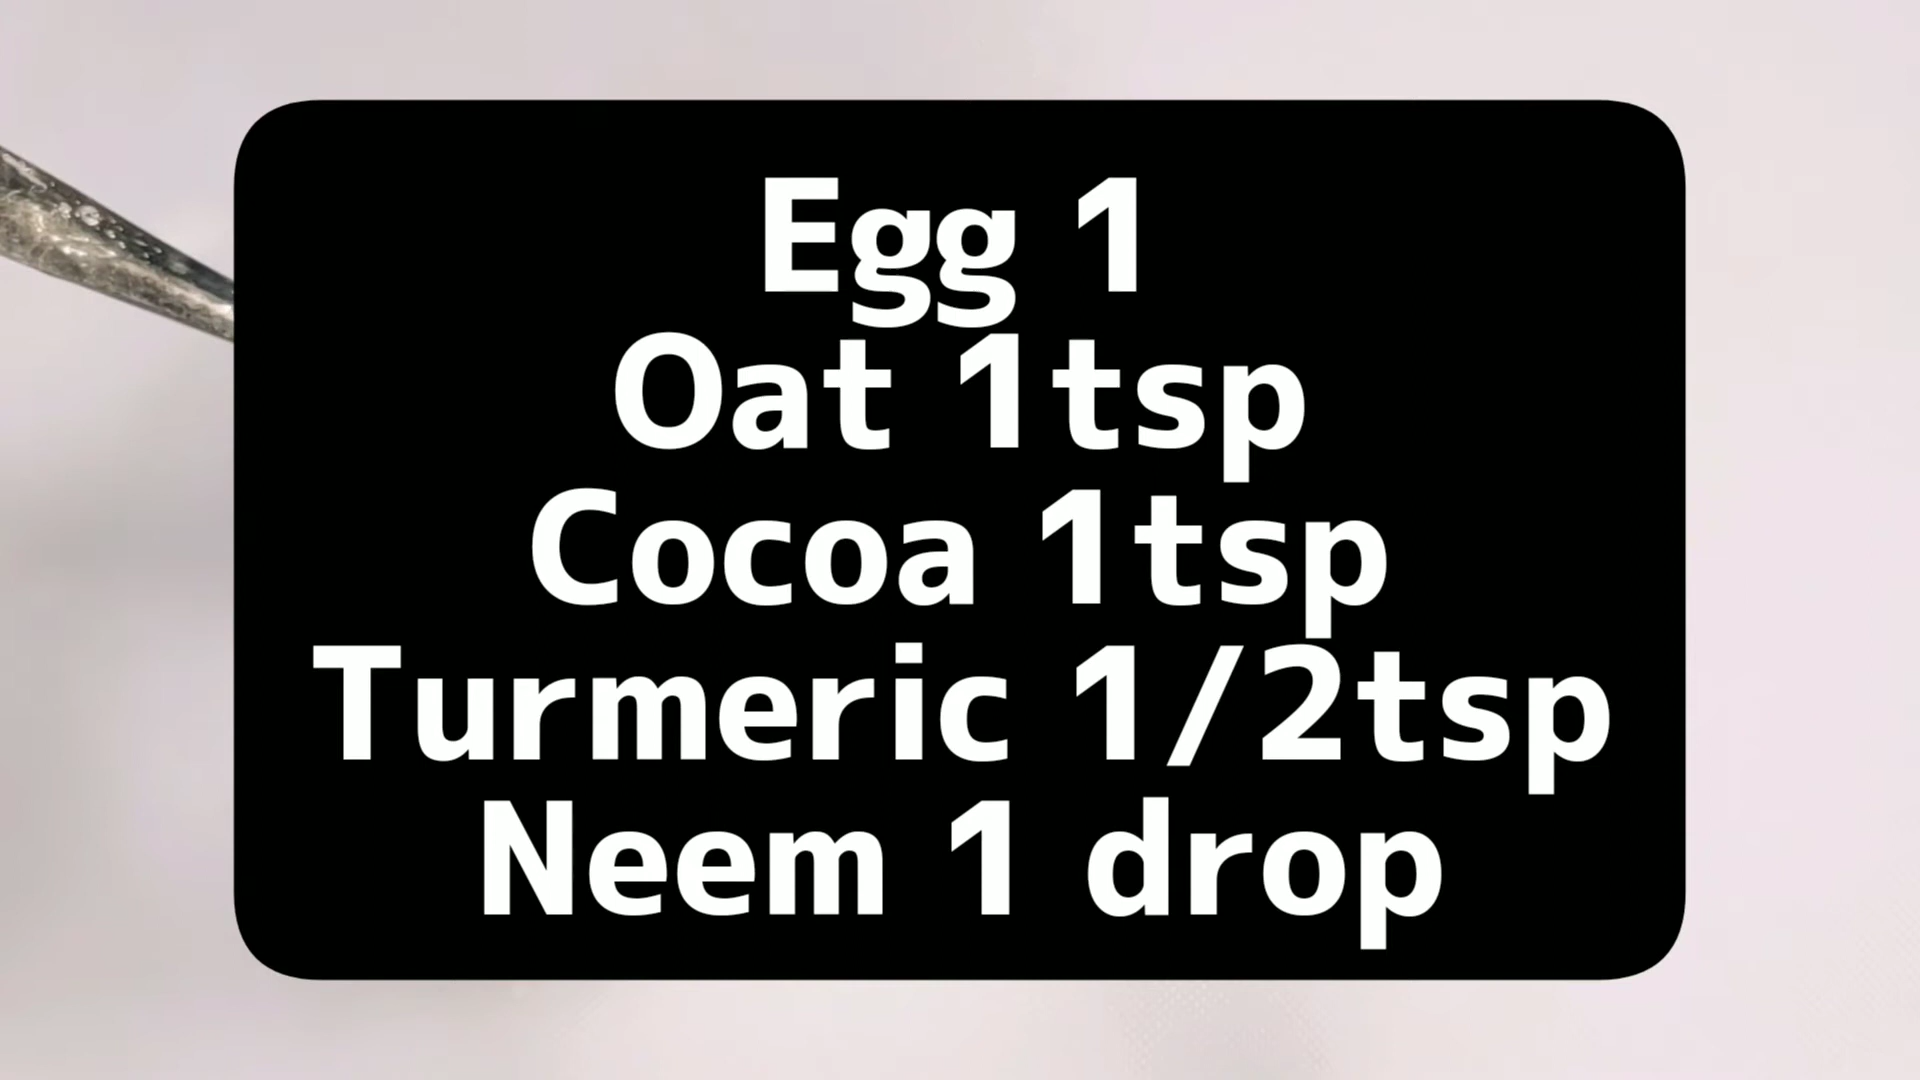 Egg 1
Oat 1tsp
Cocoa 1tsp
Turmeric 1/2tsp
Neem 1 drop